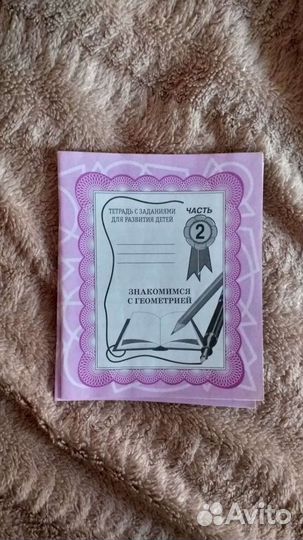 ТЕТРАДЬ С ЗАДАНИЯМИ
ДЛЯ РАЗВИТИЯ ДЕТЕЙ
ЧАСТЬ
2
ЗНАКОМИМСЯ
С ГЕОМЕТРИЕЙ
Avito